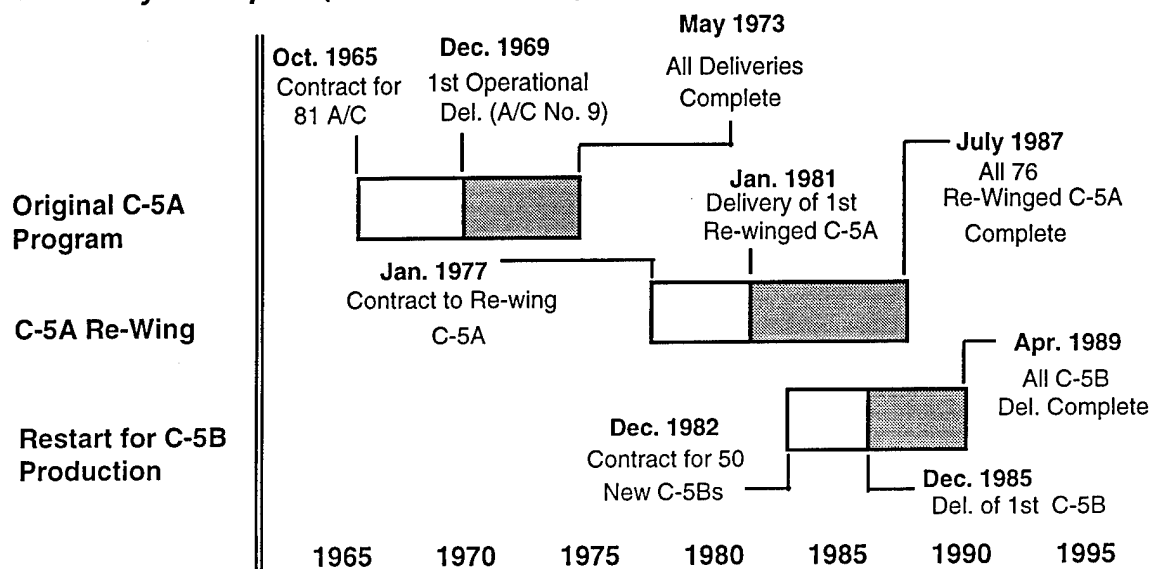 Oct. 1965
Contract for
81 A/C
Dec. 1969
1st Operational
Del. (A/C No. 9)
May 1973
All Deliveries
Complete
Original C-5A
Program
Jan. 1981
Delivery of 1st
Re-winged C-5A
July 1987
All 76
Re-Winged C-5A
Complete
Jan. 1977
Contract to Re-wing
C-5A
C-5A Re-Wing
Apr. 1989
All C-5B
Del. Complete
Restart for C-5B
Production
Dec. 1982
Contract for 50
New C-5Bs
Dec. 1985
Del. of 1st C-5B
1965 1970 1975 1980 1985 1990 1995